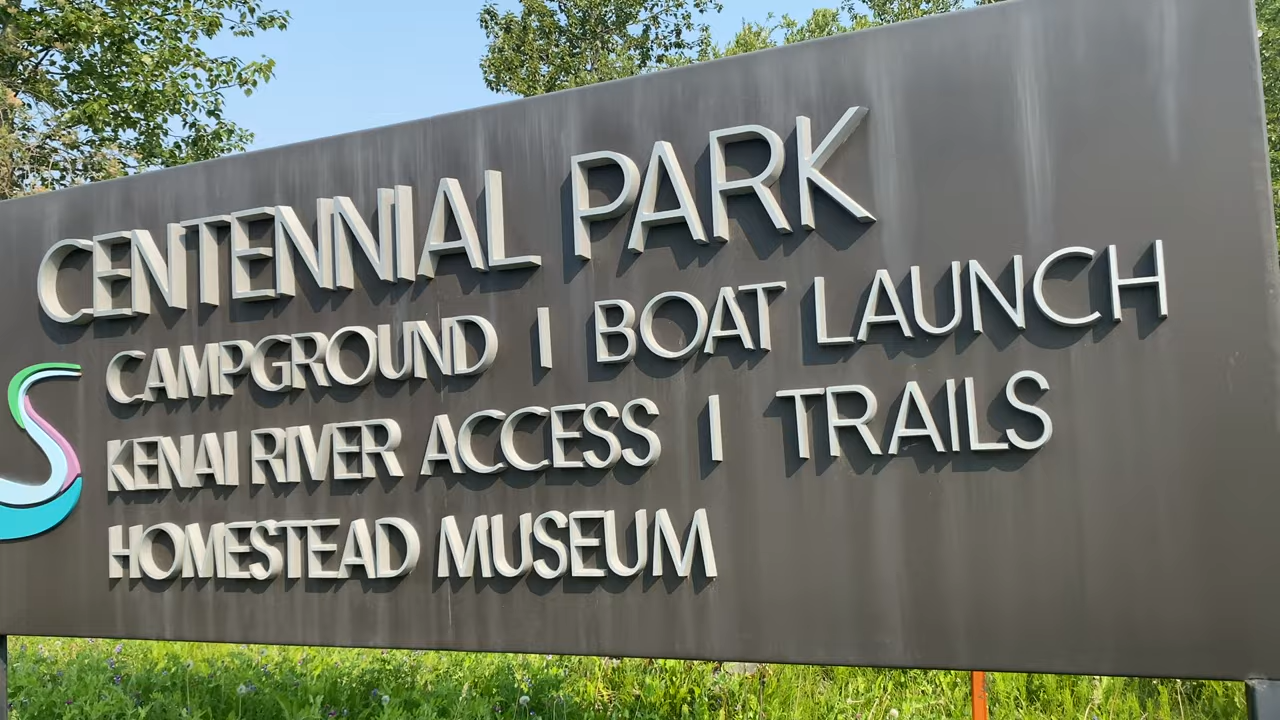 CENTENNIAL PARK
CAMPGROUND | BOAT LAUNCH
KENAI RIVER ACCESS | TRAILS
HOMESTEAD MUSEUM